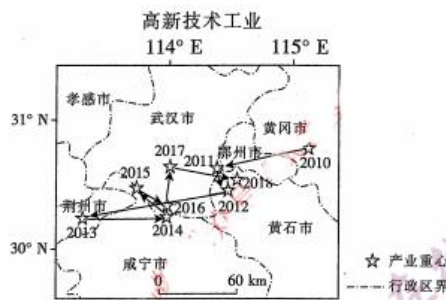 高新技术工业
114° E 115° E
31° N
孝感市
武汉市
黄冈市
2017
2011
鄂州市
2010
2015
2018
荆州市
2016
2012
2013
2014
黄石市
30° N
咸宁市
0 60 km
☆ 产业重心
行政区界